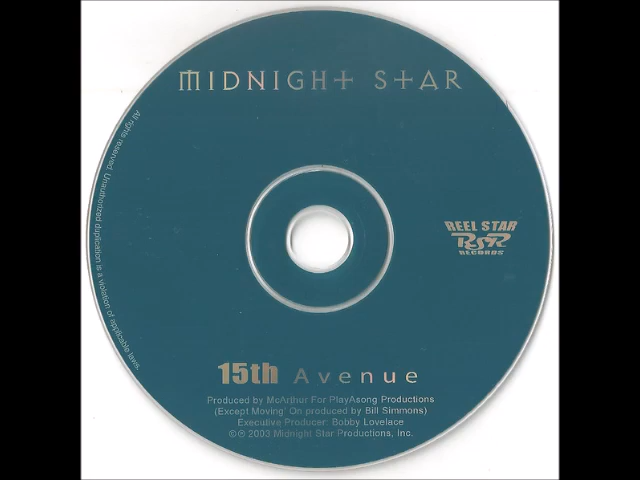 MIDNIGHT STAR
All rights reserved. Unauthorized duplication is a violation of applicable laws.
REEL STAR
RSR
RECORDS
15th Avenue
Produced by McArthur For PlayAsong Productions
(Except Moving' On produced by Bill Simmons)
Executive Producer: Bobby Lovelace
©℗ 2003 Midnight Star Productions, Inc.